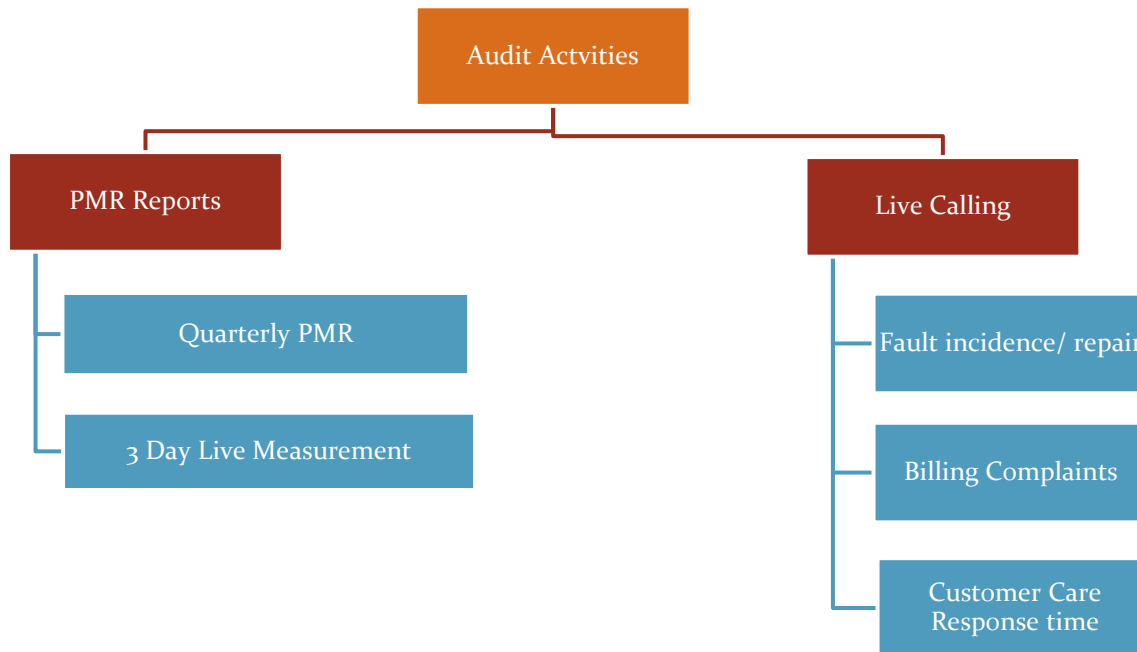 Audit Actvities
PMR Reports
Quarterly PMR
3 Day Live Measurement
Live Calling
Fault incidence/ repair
Billing Complaints
Customer Care
Response time